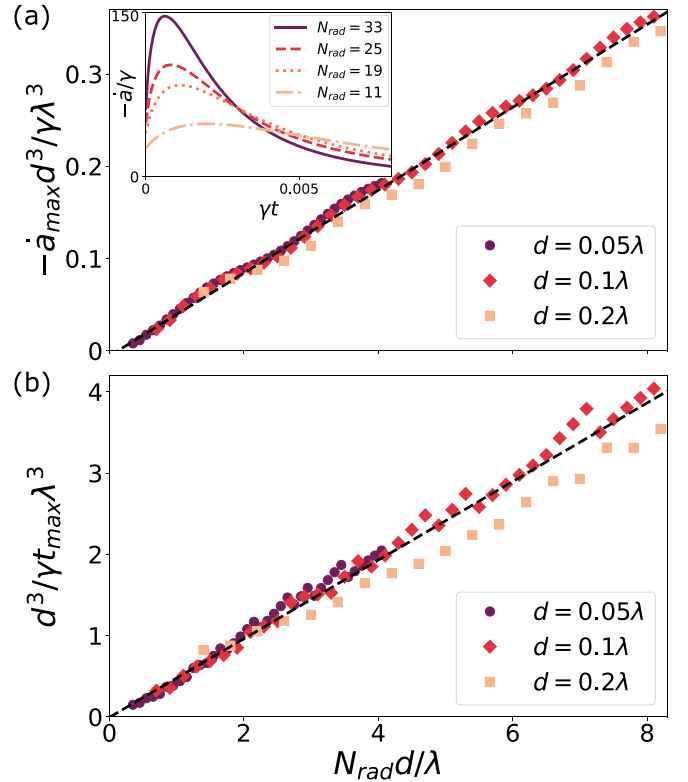 (a)
−ȧ_max d³/γλ³
0.3
0.2
0.1
0
150
−ȧ/γ
0
0
0.005
γt
N_rad = 33
N_rad = 25
N_rad = 19
N_rad = 11
d = 0.05λ
d = 0.1λ
d = 0.2λ
(b)
d³/γt_max λ³
4
3
2
1
0
d = 0.05λ
d = 0.1λ
d = 0.2λ
0
2
4
6
8
N_rad d/λ